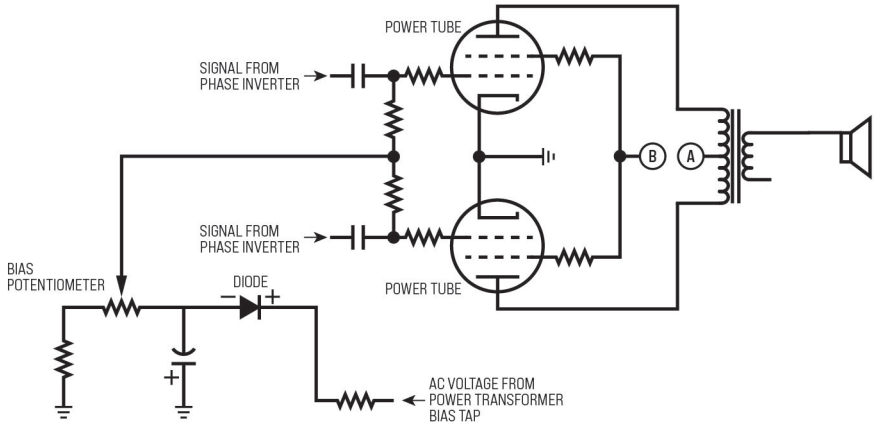 POWER TUBE
SIGNAL FROM
PHASE INVERTER
B
A
SIGNAL FROM
PHASE INVERTER
BIAS
POTENTIOMETER
DIODE
POWER TUBE
− +
+
AC VOLTAGE FROM
POWER TRANSFORMER
BIAS TAP